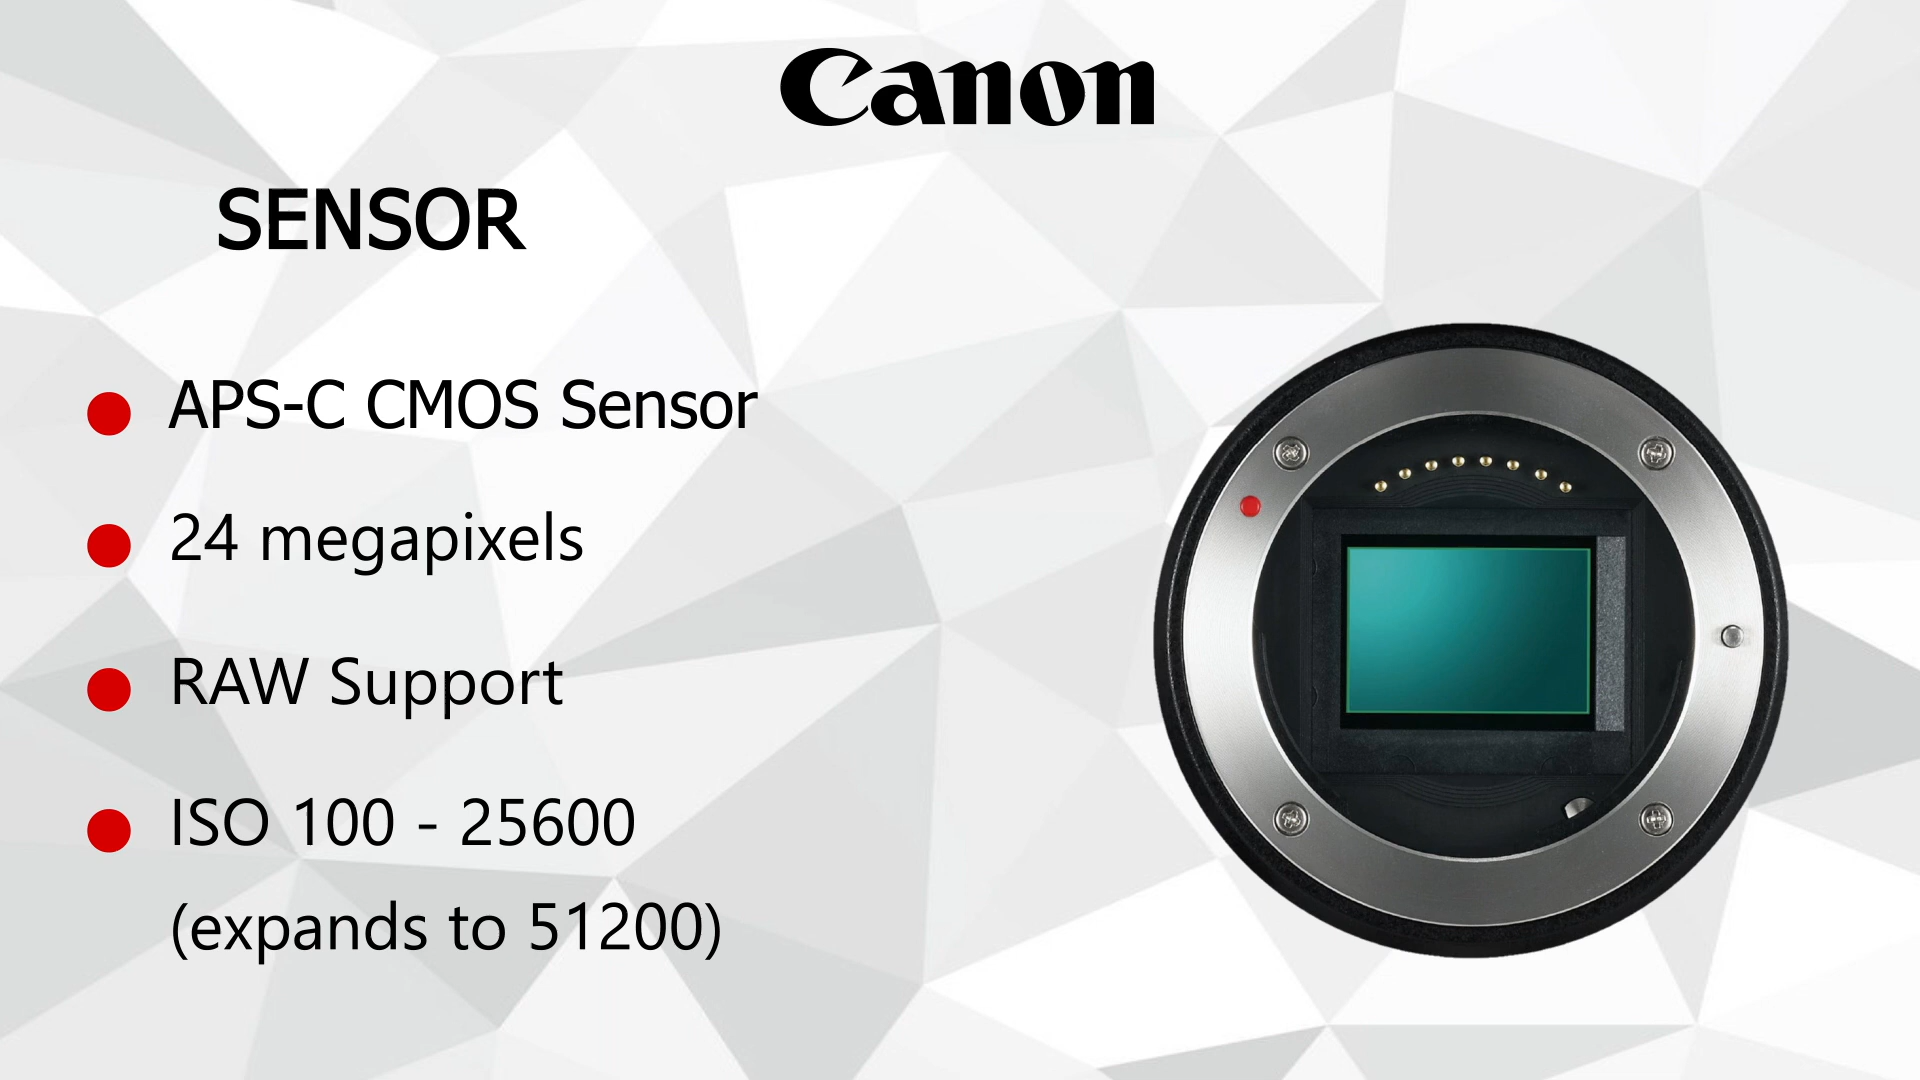 Canon
SENSOR
APS-C CMOS Sensor
24 megapixels
RAW Support
ISO 100 - 25600
(expands to 51200)